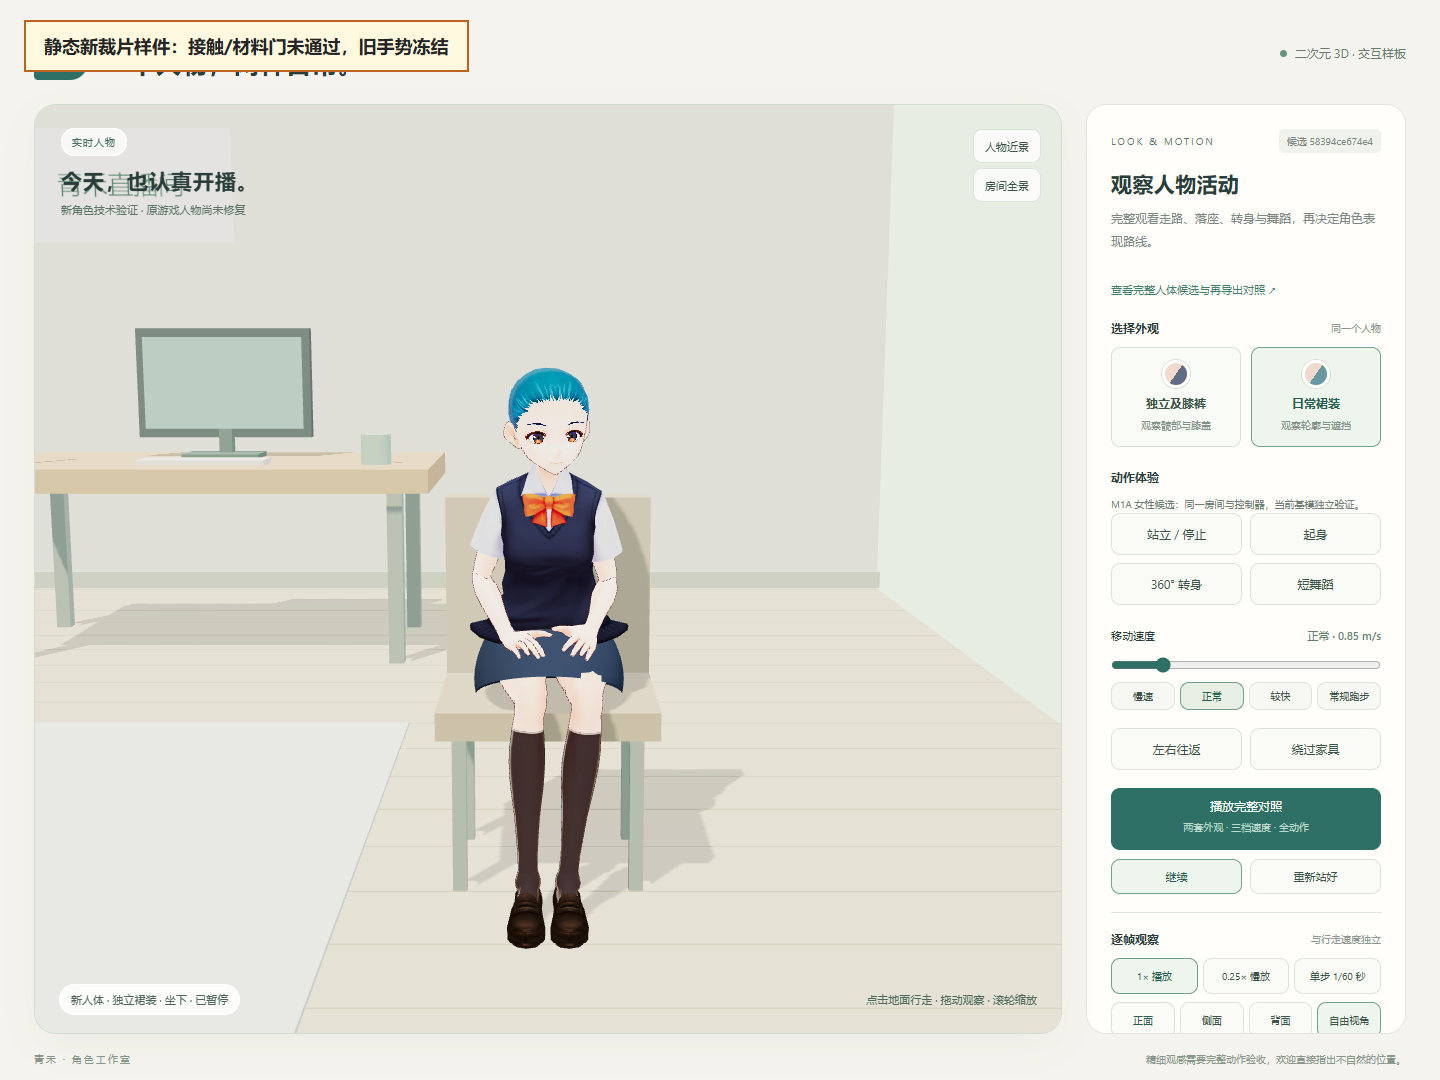 静态新裁片样件：接触/材料门未通过，旧手势冻结
二次元 3D · 交互样板
实时人物
今天，也认真开播。
青禾直播间
新角色技术验证 · 原游戏人物尚未修复
人物近景
房间全景
新人体 · 独立裙装 · 坐下 · 已暂停
点击地面行走 · 拖动观察 · 滚轮缩放
LOOK & MOTION
候选 58394ce674e4
观察人物活动
完整观看走路、落座、转身与舞蹈，再决定角色表
现路线。
查看完整人体候选与再导出对照 ↗
选择外观
同一个人物
独立及膝裤
观察髋部与膝盖
日常裙装
观察轮廓与遮挡
动作体验
M1A 女性候选：同一房间与控制器，当前基模独立验证。
站立 / 停止
起身
360° 转身
短舞蹈
移动速度
正常 · 0.85 m/s
慢速
正常
较快
常规跑步
左右往返
绕过家具
播放完整对照
两套外观 · 三档速度 · 全动作
继续
重新站好
逐帧观察
与行走速度独立
1× 播放
0.25× 慢放
单步 1/60 秒
正面
侧面
背面
自由视角
青禾 · 角色工作室
精细观感需要完整动作验收，欢迎直接指出不自然的位置。